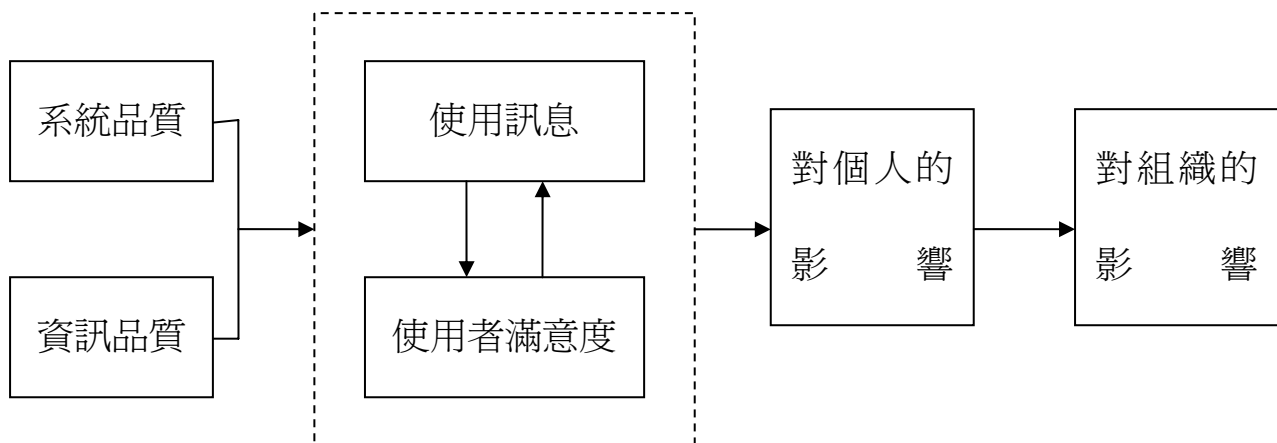 系統品質
資訊品質
使用訊息
使用者滿意度
對個人的
影響
對組織的
影響